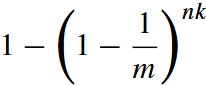 1 − (1 − 1/m)^{nk}